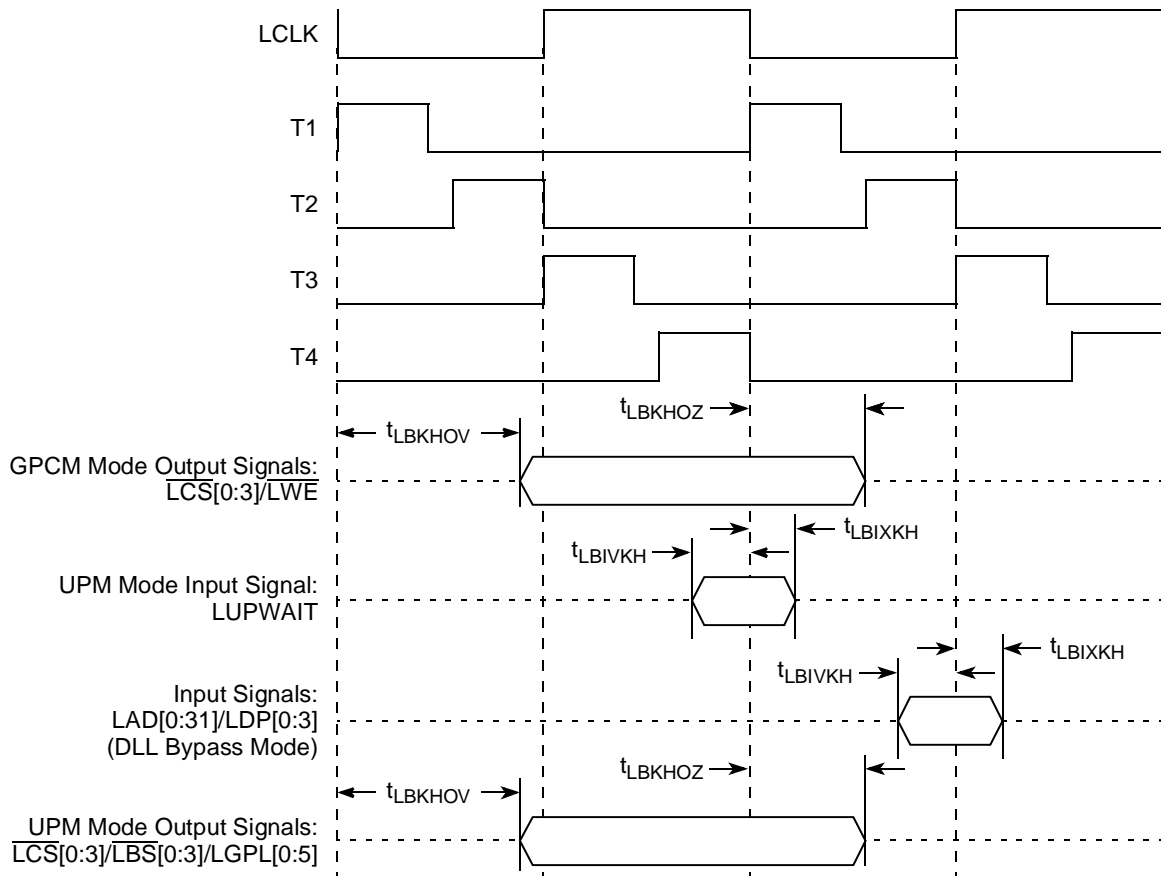 LCLK
T1
T2
T3
T4
tLBKHOZ
tLBKHOV
GPCM Mode Output Signals:
LCS[0:3]/LWE
tLBIXKH
tLBIVKH
UPM Mode Input Signal:
LUPWAIT
tLBIXKH
tLBIVKH
Input Signals:
LAD[0:31]/LDP[0:3]
(DLL Bypass Mode)
tLBKHOZ
tLBKHOV
UPM Mode Output Signals:
LCS[0:3]/LBS[0:3]/LGPL[0:5]